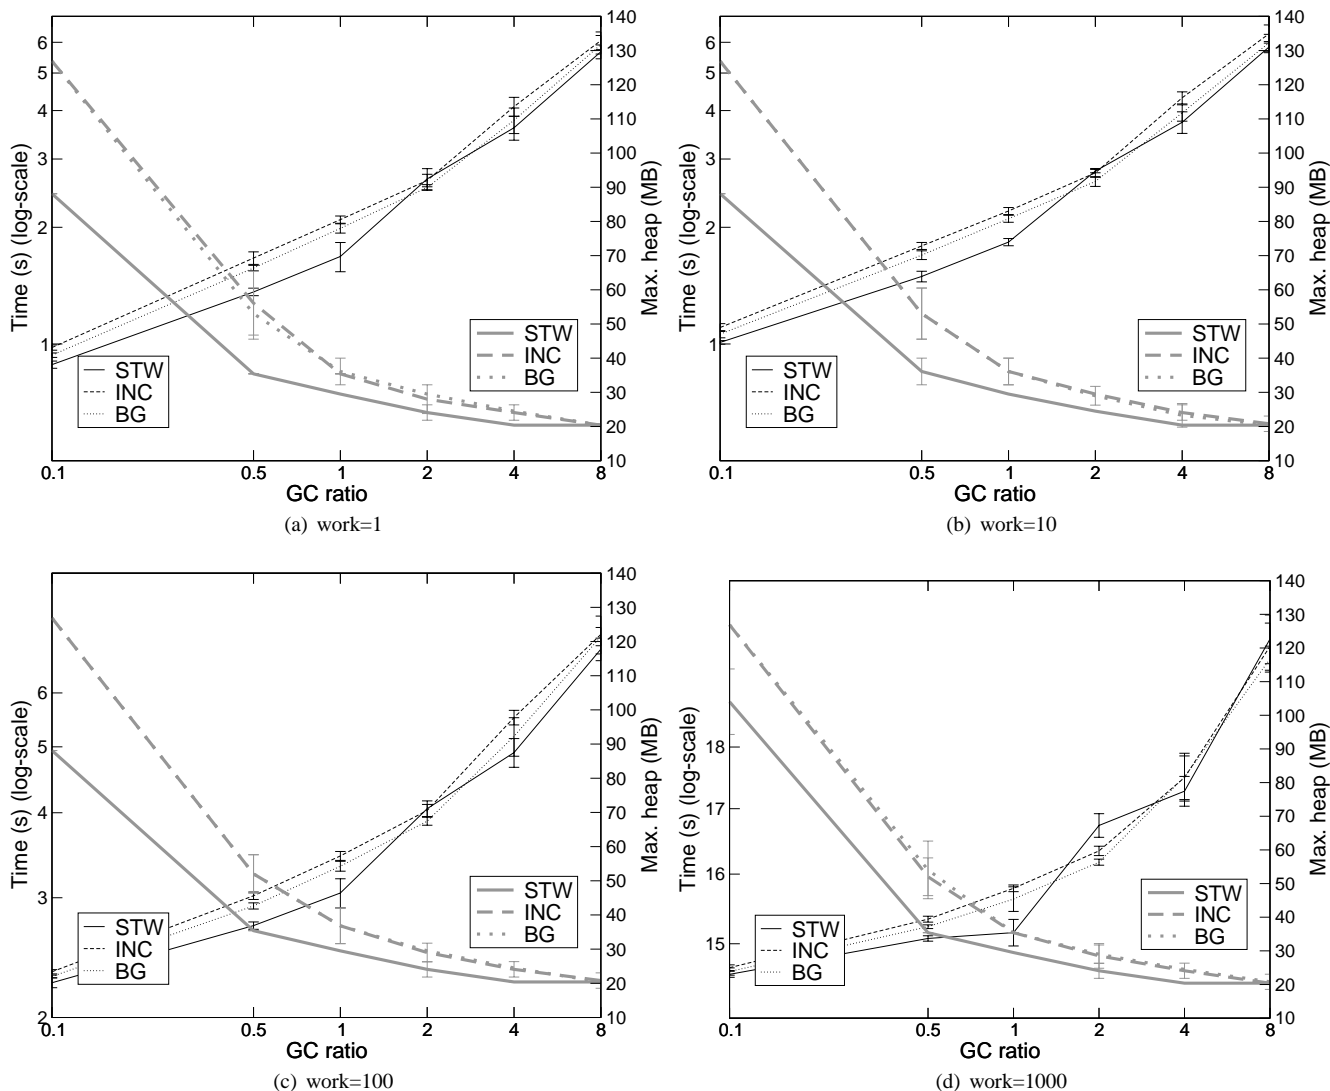 6
5
4
3
2
1
Time (s) (log-scale)
140
130
120
110
100
90
80
70
60
50
40
30
20
10
Max. heap (MB)
STW
INC
BG
STW
INC
BG
0.1
0.5
1
2
4
8
GC ratio
(a) work=1
6
5
4
3
2
1
Time (s) (log-scale)
140
130
120
110
100
90
80
70
60
50
40
30
20
10
Max. heap (MB)
STW
INC
BG
STW
INC
BG
0.1
0.5
1
2
4
8
GC ratio
(b) work=10
6
5
4
3
2
Time (s) (log-scale)
140
130
120
110
100
90
80
70
60
50
40
30
20
10
Max. heap (MB)
STW
INC
BG
STW
INC
BG
0.1
0.5
1
2
4
8
GC ratio
(c) work=100
18
17
16
15
Time (s) (log-scale)
140
130
120
110
100
90
80
70
60
50
40
30
20
10
Max. heap (MB)
STW
INC
BG
STW
INC
BG
0.1
0.5
1
2
4
8
GC ratio
(d) work=1000